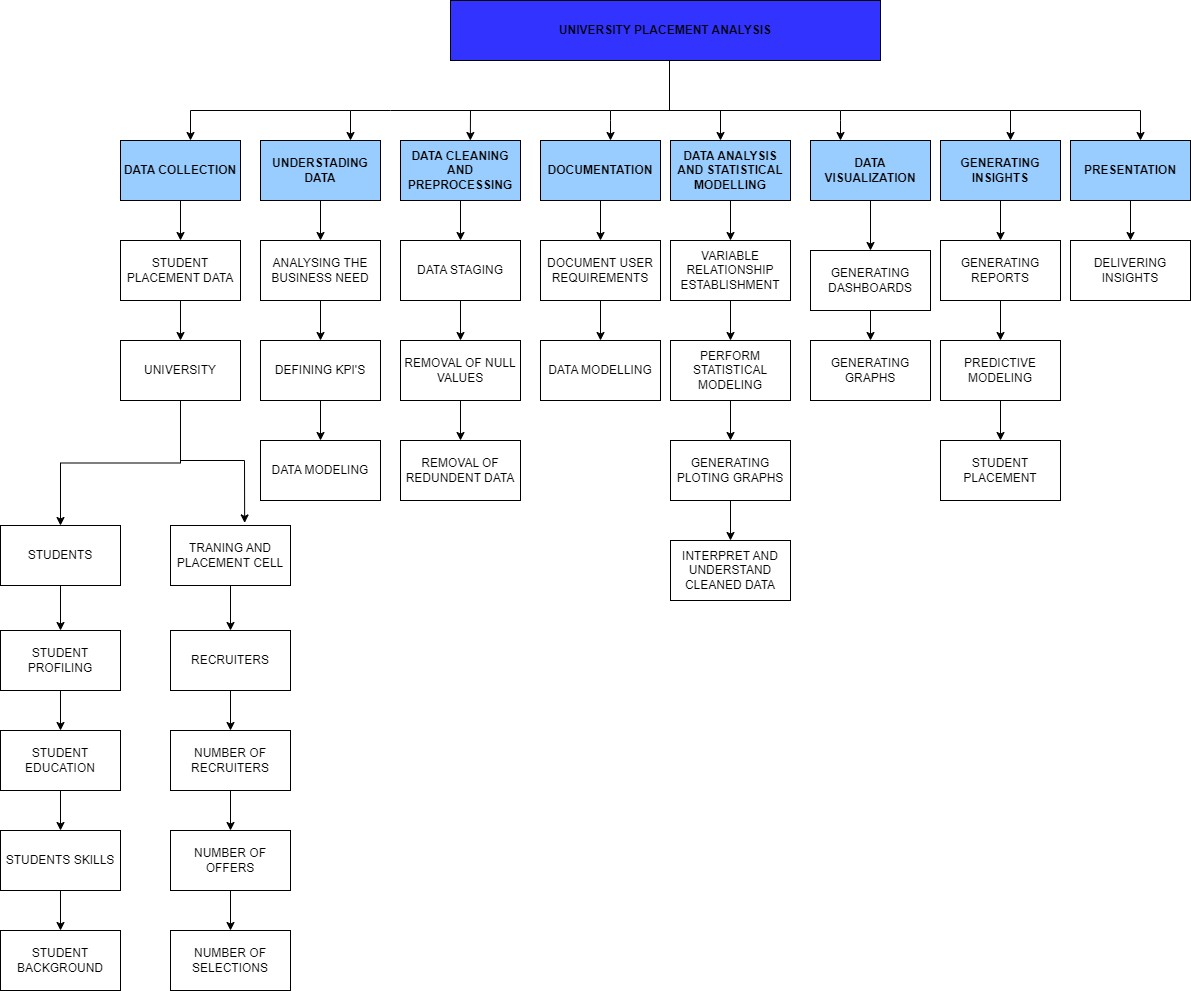 UNIVERSITY PLACEMENT ANALYSIS
DATA COLLECTION
UNDERSTADING
DATA
DATA CLEANING
AND
PREPROCESSING
DOCUMENTATION
DATA ANALYSIS
AND STATISTICAL
MODELLING
DATA
VISUALIZATION
GENERATING
INSIGHTS
PRESENTATION
STUDENT
PLACEMENT DATA
ANALYSING THE
BUSINESS NEED
DATA STAGING
DOCUMENT USER
REQUIREMENTS
VARIABLE
RELATIONSHIP
ESTABLISHMENT
GENERATING
DASHBOARDS
GENERATING
REPORTS
DELIVERING
INSIGHTS
UNIVERSITY
DEFINING KPI'S
REMOVAL OF NULL
VALUES
DATA MODELLING
PERFORM
STATISTICAL
MODELING
GENERATING
GRAPHS
PREDICTIVE
MODELING
DATA MODELING
REMOVAL OF
REDUNDENT DATA
GENERATING
PLOTING GRAPHS
STUDENT
PLACEMENT
STUDENTS
TRANING AND
PLACEMENT CELL
INTERPRET AND
UNDERSTAND
CLEANED DATA
STUDENT
PROFILING
RECRUITERS
STUDENT
EDUCATION
NUMBER OF
RECRUITERS
STUDENTS SKILLS
NUMBER OF
OFFERS
STUDENT
BACKGROUND
NUMBER OF
SELECTIONS